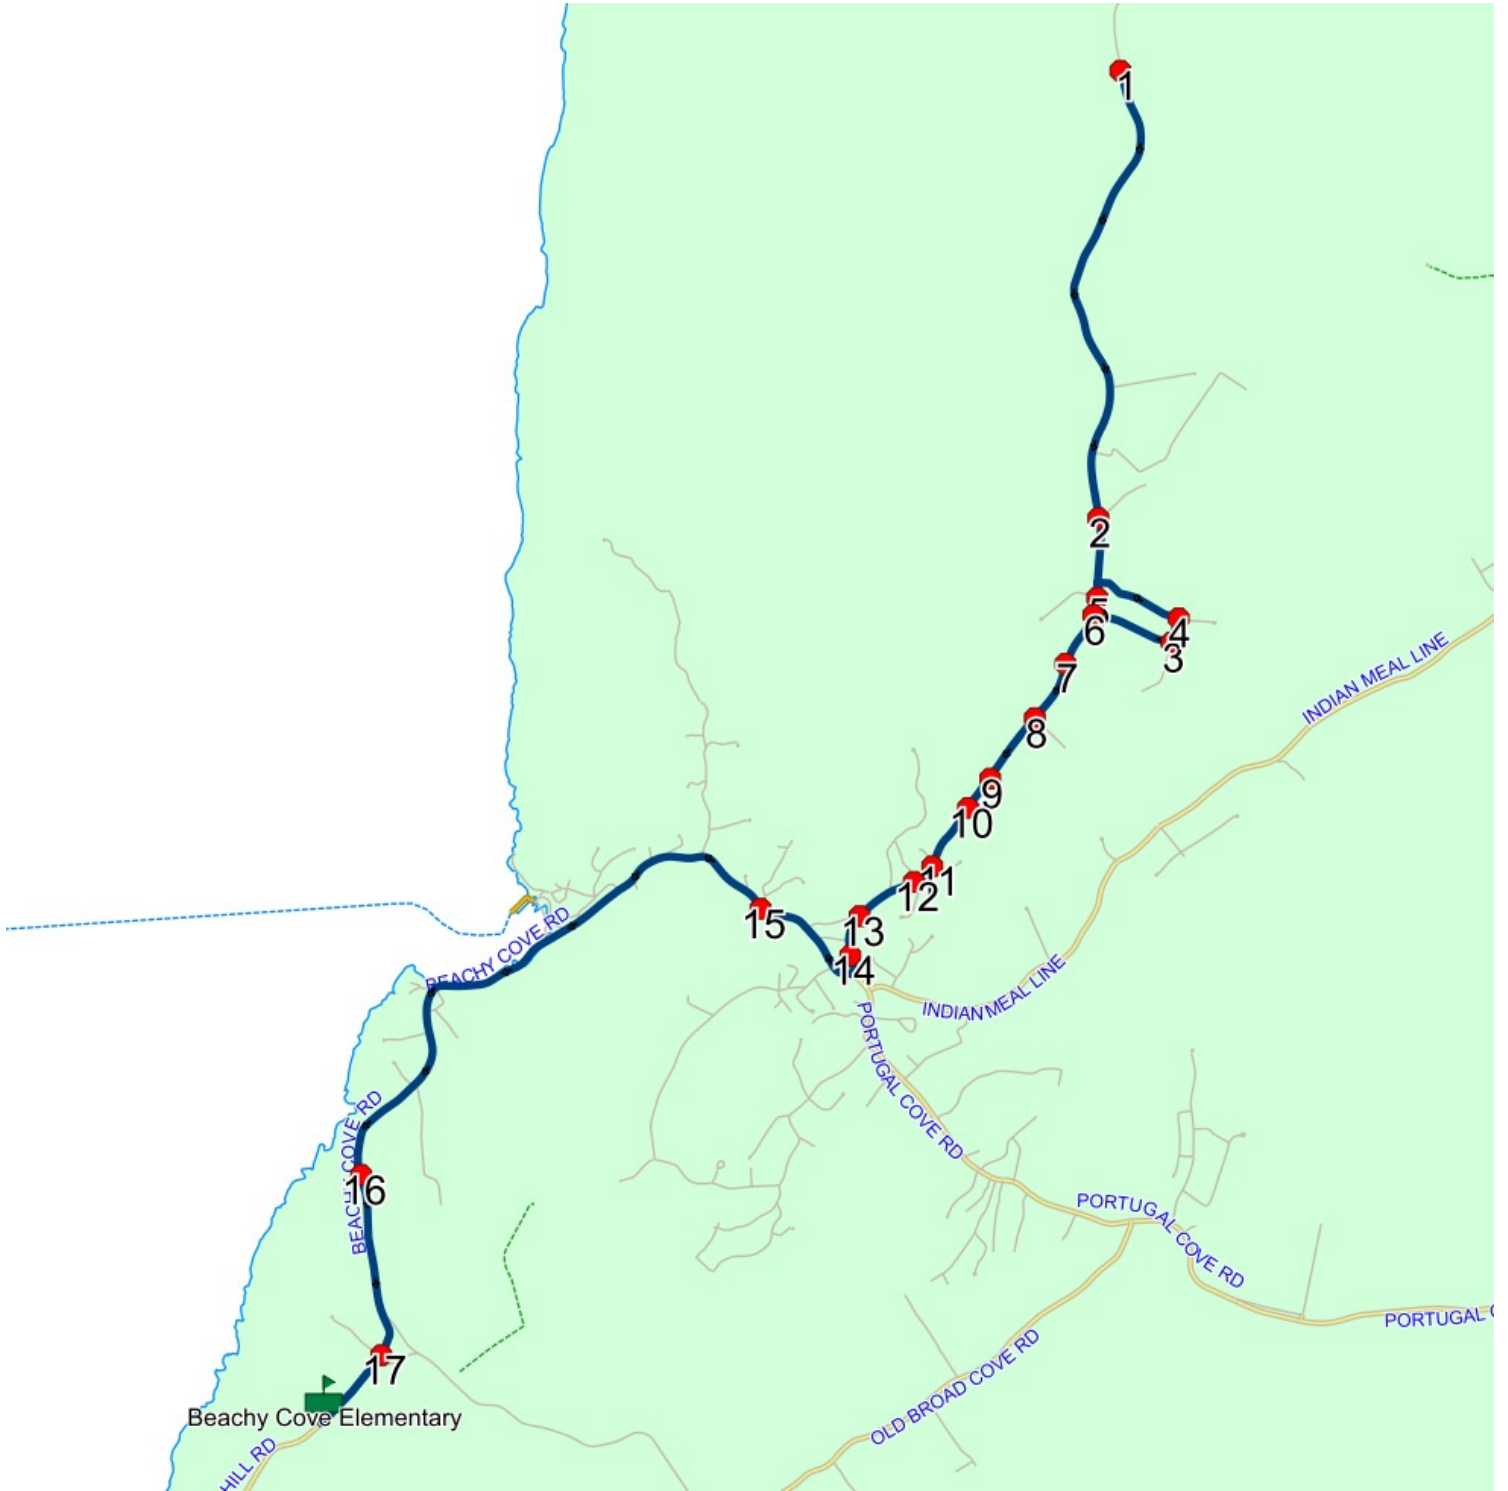 1
2
5
6
4
3
7
INDIAN MEAL LINE
8
9
10
11
12
13
15
14
BEACHY COVE RD
INDIAN MEAL LINE
PORTUGAL COVE RD
BEACHY COVE RD
16
PORTUGAL COVE RD
PORTUGAL C
17
Beachy Cove Elementary
OLD BROAD COVE RD
HILL RD